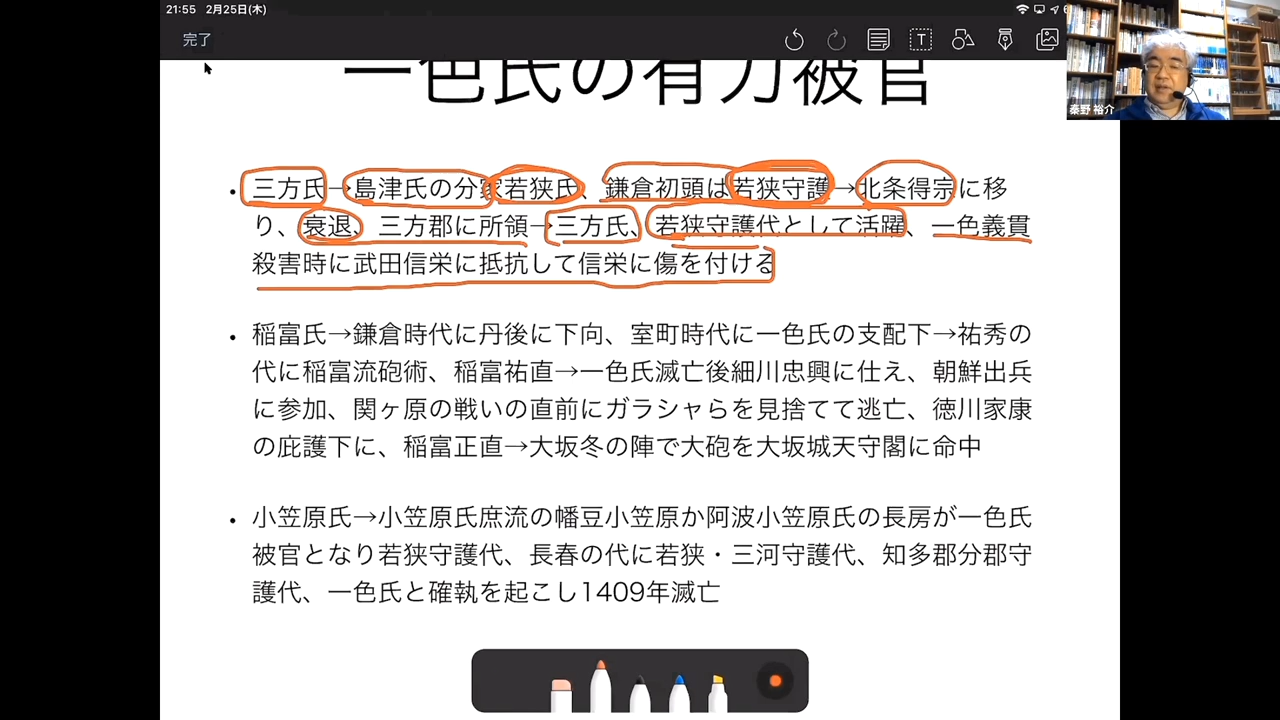 21:55 2月25日(木)
完了
秦野 裕介
一色氏の有力被官
• 三方氏→島津氏の分家若狭氏、鎌倉初頭は若狭守護→北条得宗に移
り、衰退、三方郡に所領→三方氏、若狭守護代として活躍、一色義貫
殺害時に武田信栄に抵抗して信栄に傷を付ける
• 稲富氏→鎌倉時代に丹後に下向、室町時代に一色氏の支配下→祐秀の
代に稲富流砲術、稲富祐直→一色氏滅亡後細川忠興に仕え、朝鮮出兵
に参加、関ヶ原の戦いの直前にガラシャらを見捨てて逃亡、徳川家康
の庇護下に、稲富正直→大坂冬の陣で大砲を大坂城天守閣に命中
• 小笠原氏→小笠原氏庶流の幡豆小笠原か阿波小笠原氏の長房が一色氏
被官となり若狭守護代、長春の代に若狭・三河守護代、知多郡分郡守
護代、一色氏と確執を起こし1409年滅亡